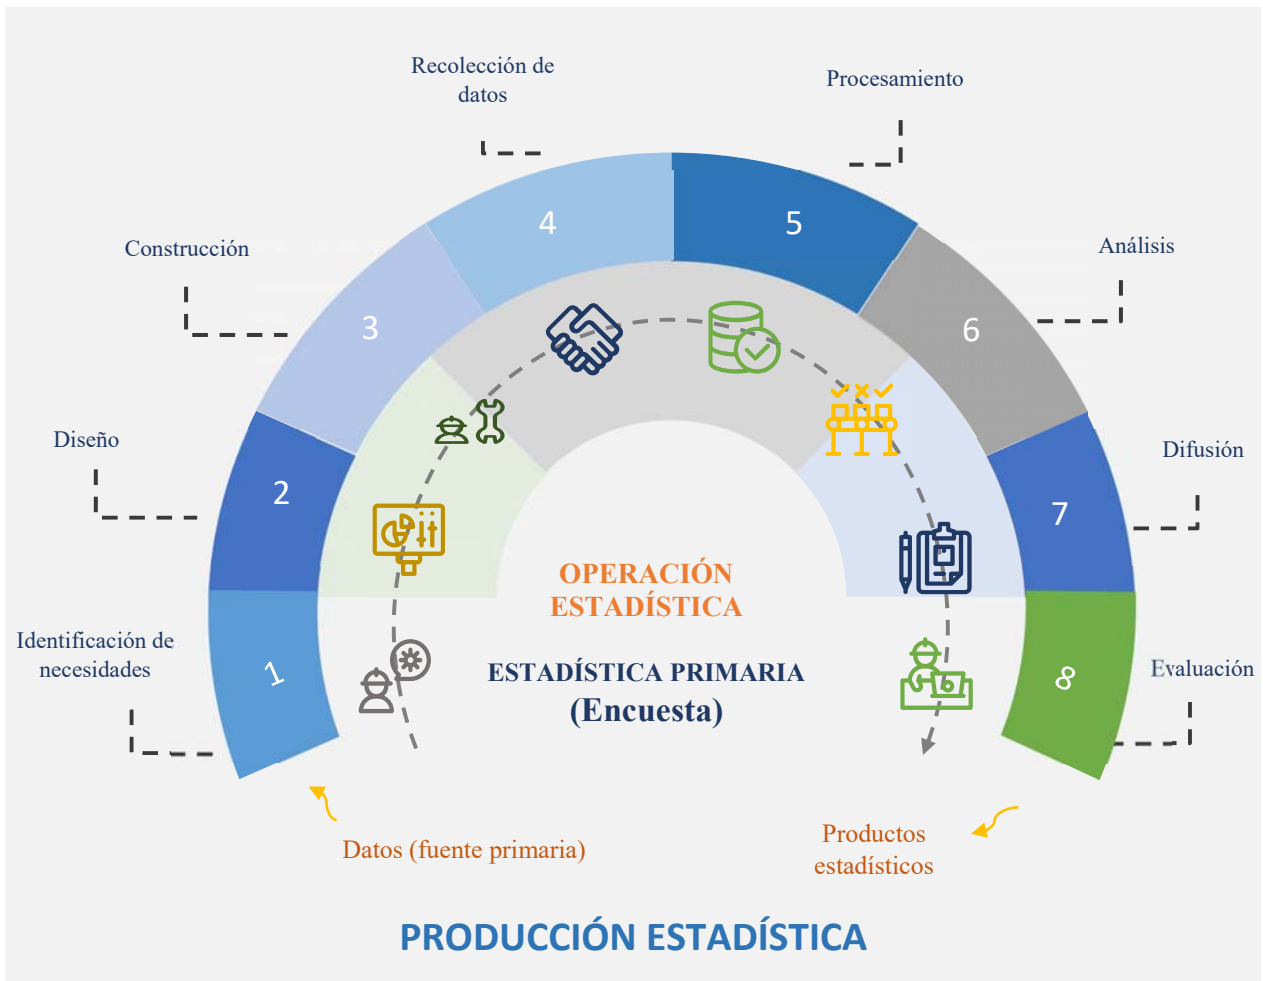 Recolección de
datos
Procesamiento
Construcción
Análisis
Diseño
Difusión
Identificación de
necesidades
Evaluación
1
2
3
4
5
6
7
8
OPERACIÓN
ESTADÍSTICA
ESTADÍSTICA PRIMARIA
(Encuesta)
Datos (fuente primaria)
Productos
estadísticos
PRODUCCIÓN ESTADÍSTICA